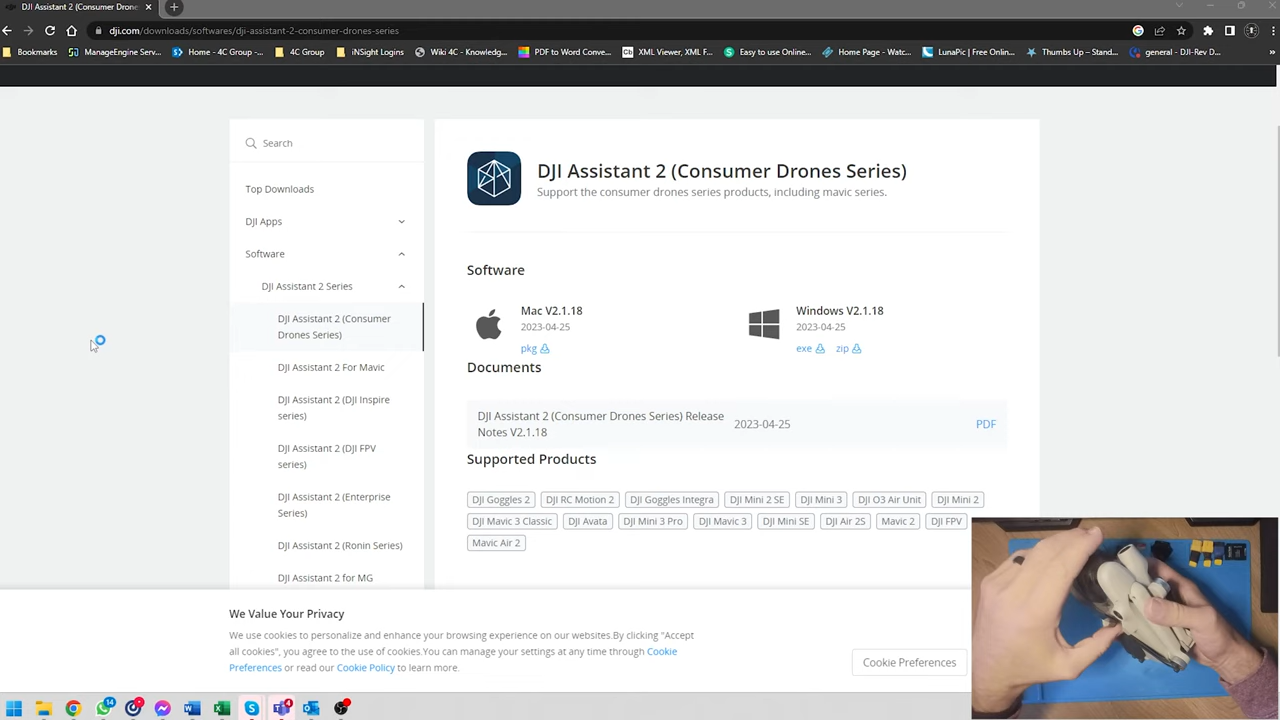 DJI Assistant 2 (Consumer Drone
dji.com/downloads/softwares/dji-assistant-2-consumer-drones-series
Bookmarks
ManageEngine Serv...
Home - 4C Group -...
4C Group
iNSight Logins
Wiki 4C - Knowledg...
PDF to Word Conve...
Cb
XML Viewer, XML F...
Easy to use Online...
Home Page - Watc...
LunaPic | Free Onlin...
Thumbs Up – Stand...
general - DJI-Rev D...
Search
Top Downloads
DJI Apps
Software
DJI Assistant 2 Series
DJI Assistant 2 (Consumer
Drones Series)
DJI Assistant 2 For Mavic
DJI Assistant 2 (DJI Inspire
series)
DJI Assistant 2 (DJI FPV
series)
DJI Assistant 2 (Enterprise
Series)
DJI Assistant 2 (Ronin Series)
DJI Assistant 2 for MG
DJI Assistant 2 (Consumer Drones Series)
Support the consumer drones series products, including mavic series.
Software
Mac V2.1.18
2023-04-25
pkg
Windows V2.1.18
2023-04-25
exe zip
Documents
DJI Assistant 2 (Consumer Drones Series) Release
Notes V2.1.18
2023-04-25
PDF
Supported Products
DJI Goggles 2 DJI RC Motion 2 DJI Goggles Integra DJI Mini 2 SE DJI Mini 3 DJI O3 Air Unit DJI Mini 2
DJI Mavic 3 Classic DJI Avata DJI Mini 3 Pro DJI Mavic 3 DJI Mini SE DJI Air 2S Mavic 2 DJI FPV
Mavic Air 2
We Value Your Privacy
We use cookies to personalize and enhance your browsing experience on our websites.By clicking "Accept
all cookies", you agree to the use of cookies.You can manage your settings at any time through Cookie
Preferences or read our Cookie Policy to learn more.
Cookie Preferences
14
4